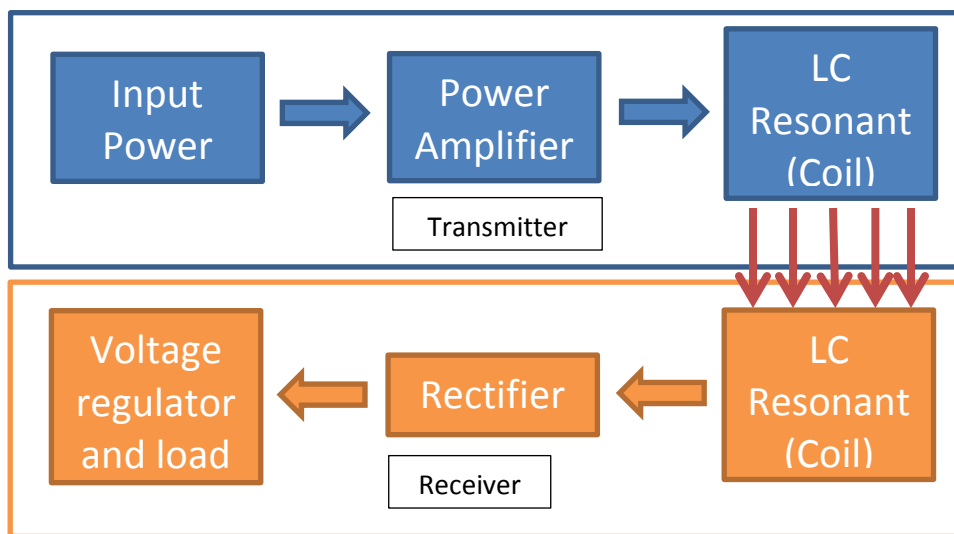 Input
Power
Power
Amplifier
LC
Resonant
(Coil)
Transmitter
Voltage
regulator
and load
Rectifier
LC
Resonant
(Coil)
Receiver